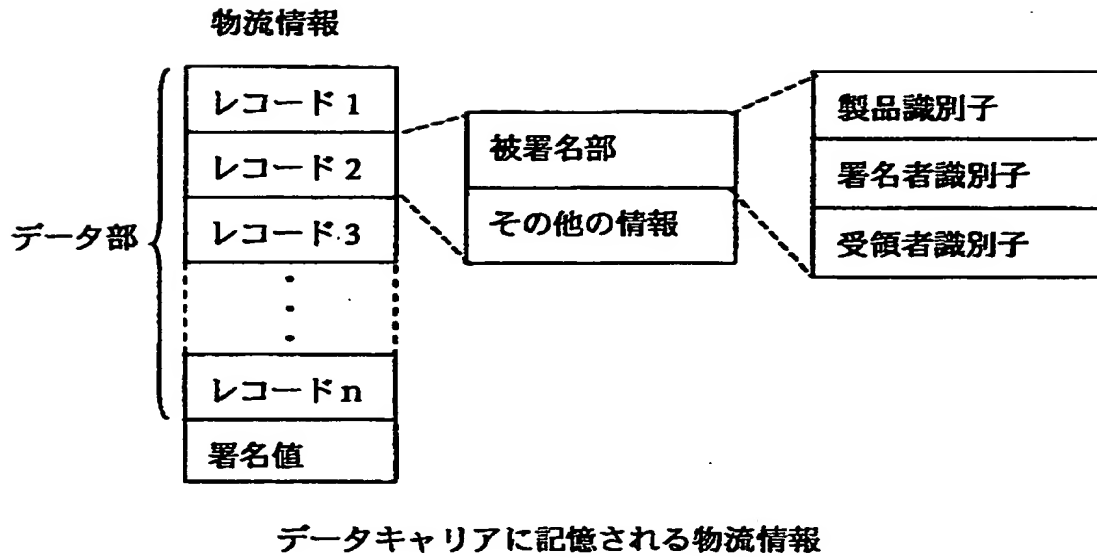 物流情報
レコード 1
レコード 2
レコード 3
レコード n
署名値
データ部
被署名部
その他の情報
製品識別子
署名者識別子
受領者識別子
データキャリアに記憶される物流情報